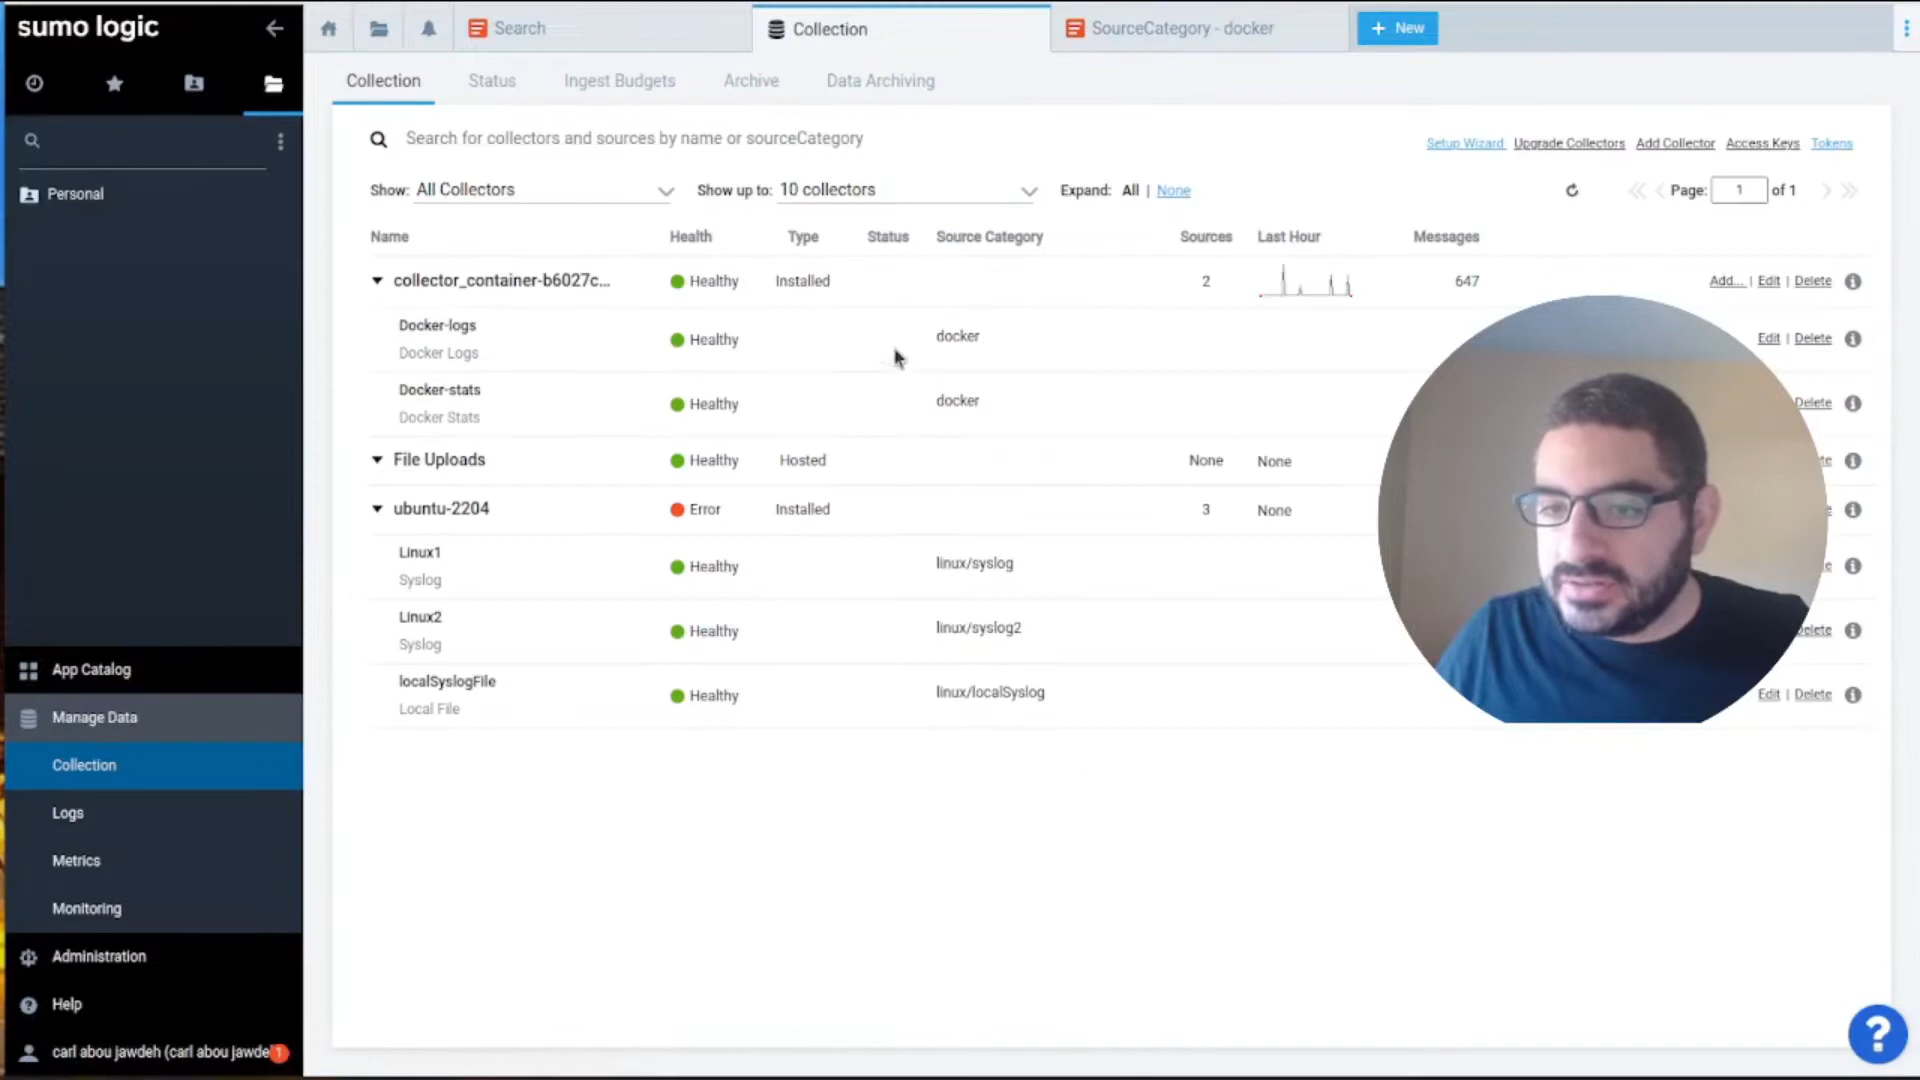 sumo logic
Search
Collection
SourceCategory - docker
+ New
Collection
Status
Ingest Budgets
Archive
Data Archiving
Search for collectors and sources by name or sourceCategory
Setup Wizard
Upgrade Collectors
Add Collector
Access Keys
Tokens
Personal
Show: All Collectors
Show up to: 10 collectors
Expand: All | None
Page: 1 of 1
Name Health Type Status Source Category Sources Last Hour Messages
collector_container-b6027c... Healthy Installed 2 647 Add... | Edit | Delete
Docker-logs
Docker Logs
Healthy docker Edit | Delete
Docker-stats
Docker Stats
Healthy docker Delete
File Uploads Healthy Hosted None None
ubuntu-2204 Error Installed 3 None
Linux1
Syslog
Healthy linux/syslog
Linux2
Syslog
Healthy linux/syslog2 Delete
localSyslogFile
Local File
Healthy linux/localSyslog Edit | Delete
App Catalog
Manage Data
Collection
Logs
Metrics
Monitoring
Administration
Help
carl abou jawdeh (carl abou jawde 1
?